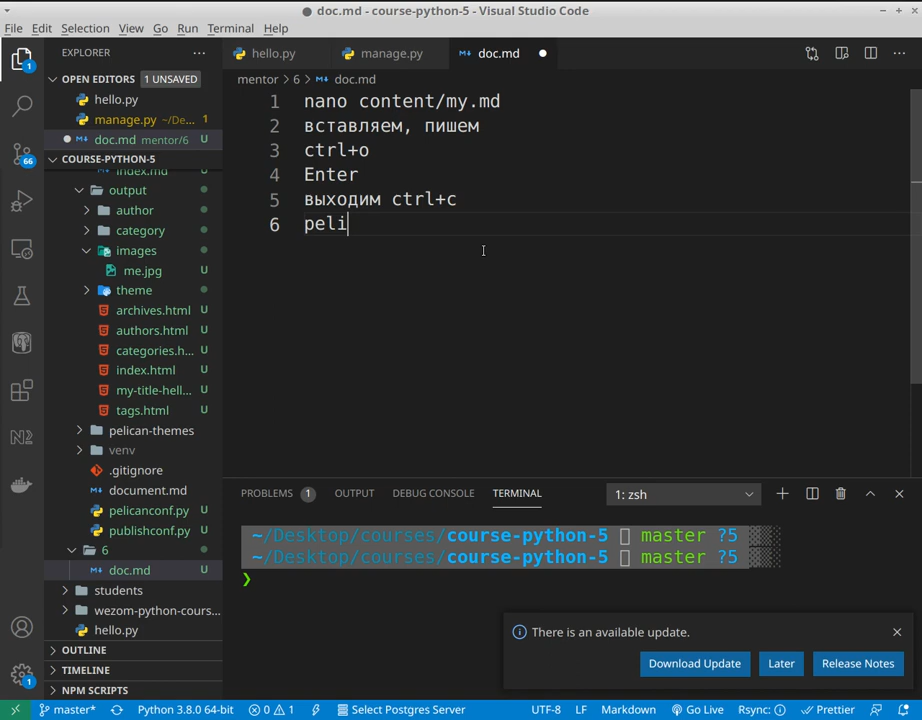 doc.md - course-python-5 - Visual Studio Code
File Edit Selection View Go Run Terminal Help
EXPLORER
hello.py
manage.py
doc.md
OPEN EDITORS 1 UNSAVED
mentor > 6 > doc.md
hello.py
manage.py ~/De... 1
doc.md mentor/6
COURSE-PYTHON-5
index.md
output
author
category
images
me.jpg U
theme
archives.html U
authors.html U
categories.h... U
index.html U
my-title-hell... U
tags.html U
pelican-themes
venv
.gitignore
document.md
pelicanconf.py U
publishconf.py U
6
doc.md U
students
wezom-python-cours...
hello.py
OUTLINE
TIMELINE
NPM SCRIPTS
1
66
1
1 nano content/my.md
2 вставляем, пишем
3 ctrl+o
4 Enter
5 выходим ctrl+c
6 peli
PROBLEMS 1 OUTPUT DEBUG CONSOLE TERMINAL 1: zsh
~/Desktop/courses/course-python-5 master ?5
~/Desktop/courses/course-python-5 master ?5
❯
There is an available update.
Download Update Later Release Notes
master* Python 3.8.0 64-bit 0 1 Select Postgres Server UTF-8 LF Markdown Go Live Rsync: Prettier